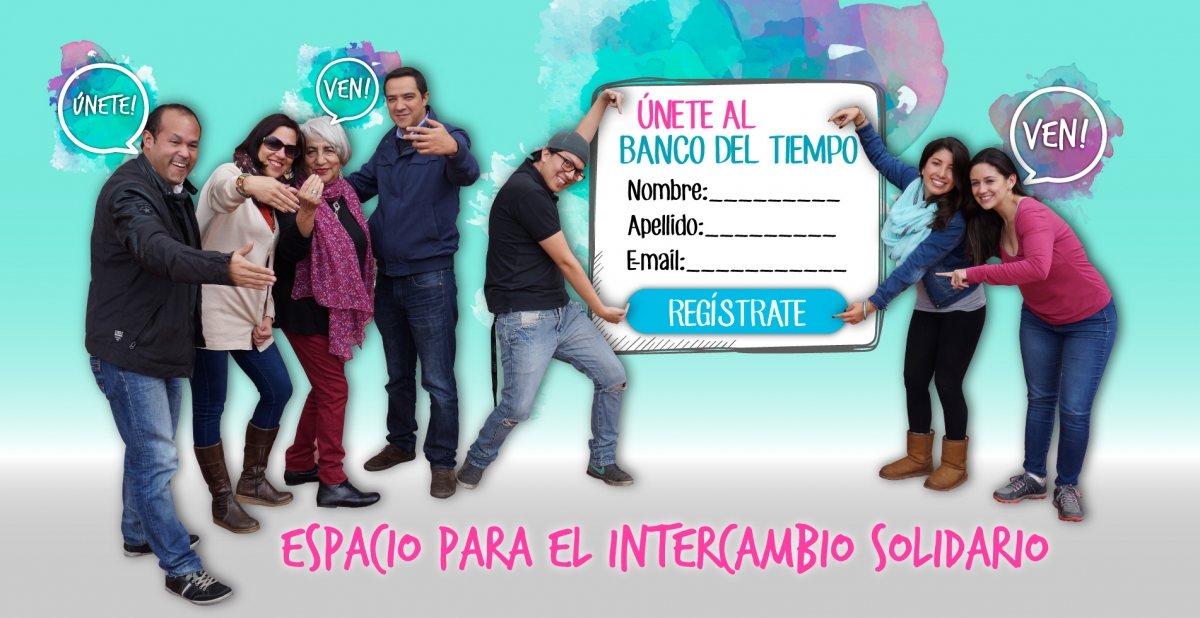 ÚNETE!
VEN!
ÚNETE AL
BANCO DEL TIEMPO
Nombre:_________
Apellido:_________
E-mail:___________
REGÍSTRATE
VEN!
ESPACIO PARA EL INTERCAMBIO SOLIDARIO